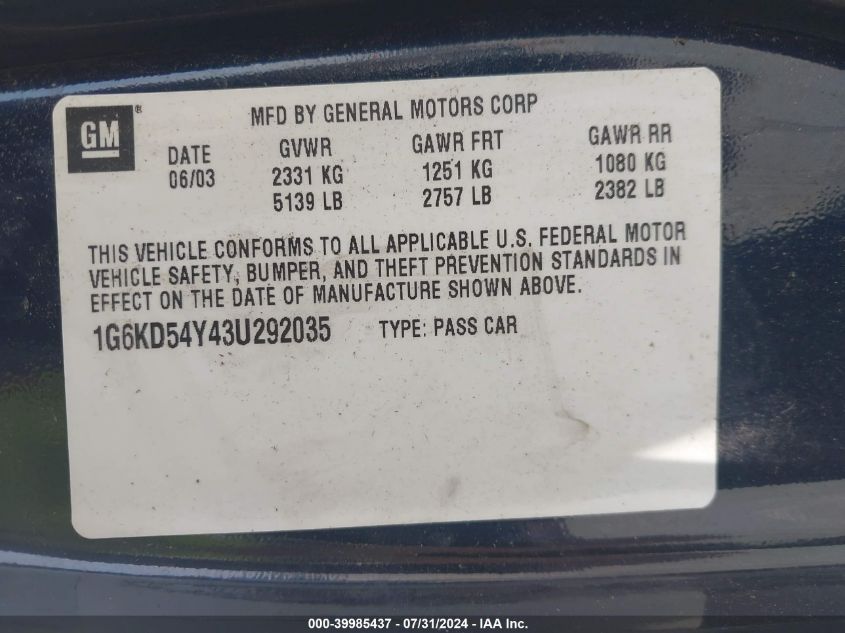 GM®
MFD BY GENERAL MOTORS CORP
DATE GVWR GAWR FRT GAWR RR
06/03 2331 KG 1251 KG 1080 KG
5139 LB 2757 LB 2382 LB
THIS VEHICLE CONFORMS TO ALL APPLICABLE U.S. FEDERAL MOTOR
VEHICLE SAFETY, BUMPER, AND THEFT PREVENTION STANDARDS IN
EFFECT ON THE DATE OF MANUFACTURE SHOWN ABOVE.
1G6KD54Y43U292035 TYPE: PASS CAR
000-39985437 - 07/31/2024 - IAA Inc.